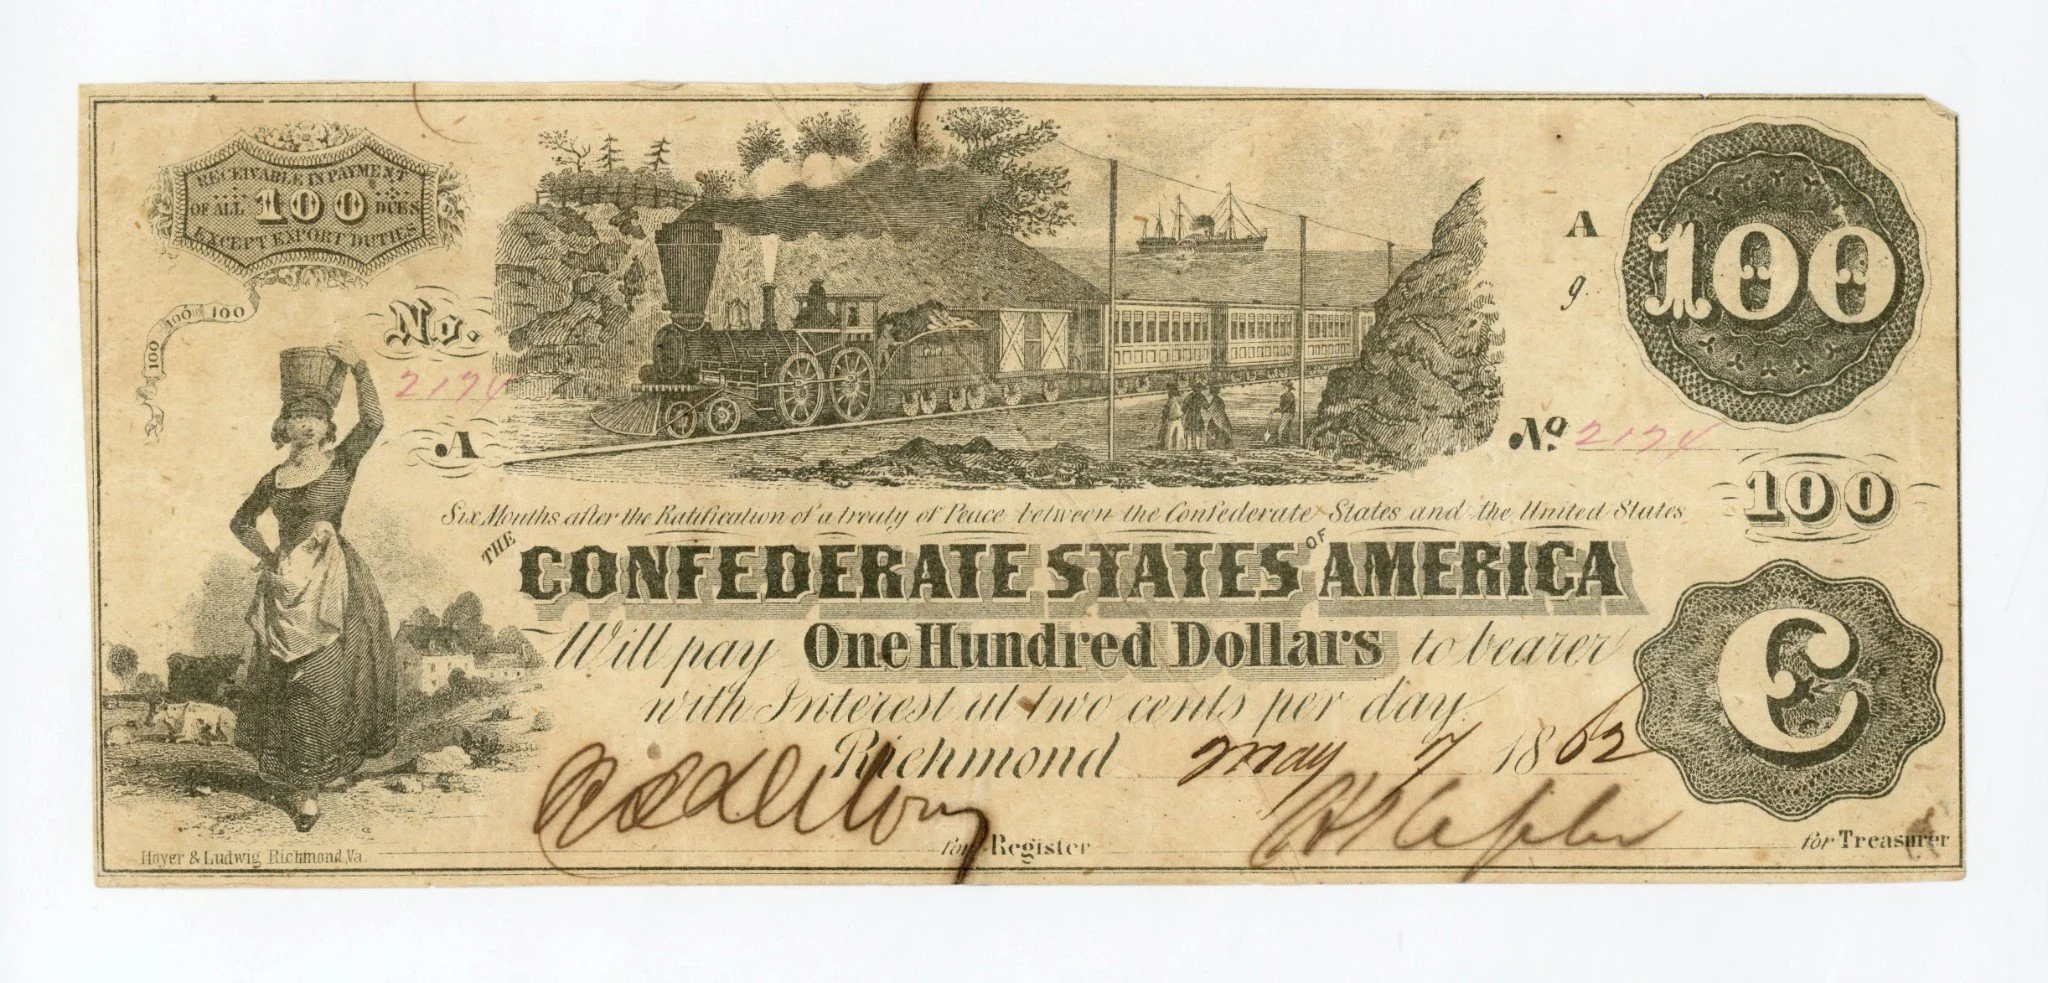 RECEIVABLE IN PAYMENT
OF ALL 100 DUES
EXCEPT EXPORT DUTIES
100 100 100
No.
2174
A
A
g.
100
No. 2174
100
Six Months after the Ratification of a treaty of Peace between the Confederate States and the United States
THE CONFEDERATE STATES OF AMERICA
Will pay One Hundred Dollars to bearer
with Interest at two cents per day.
Richmond May 7 1862
C
for Register
for Treasurer
Hoyer & Ludwig Richmond, Va.